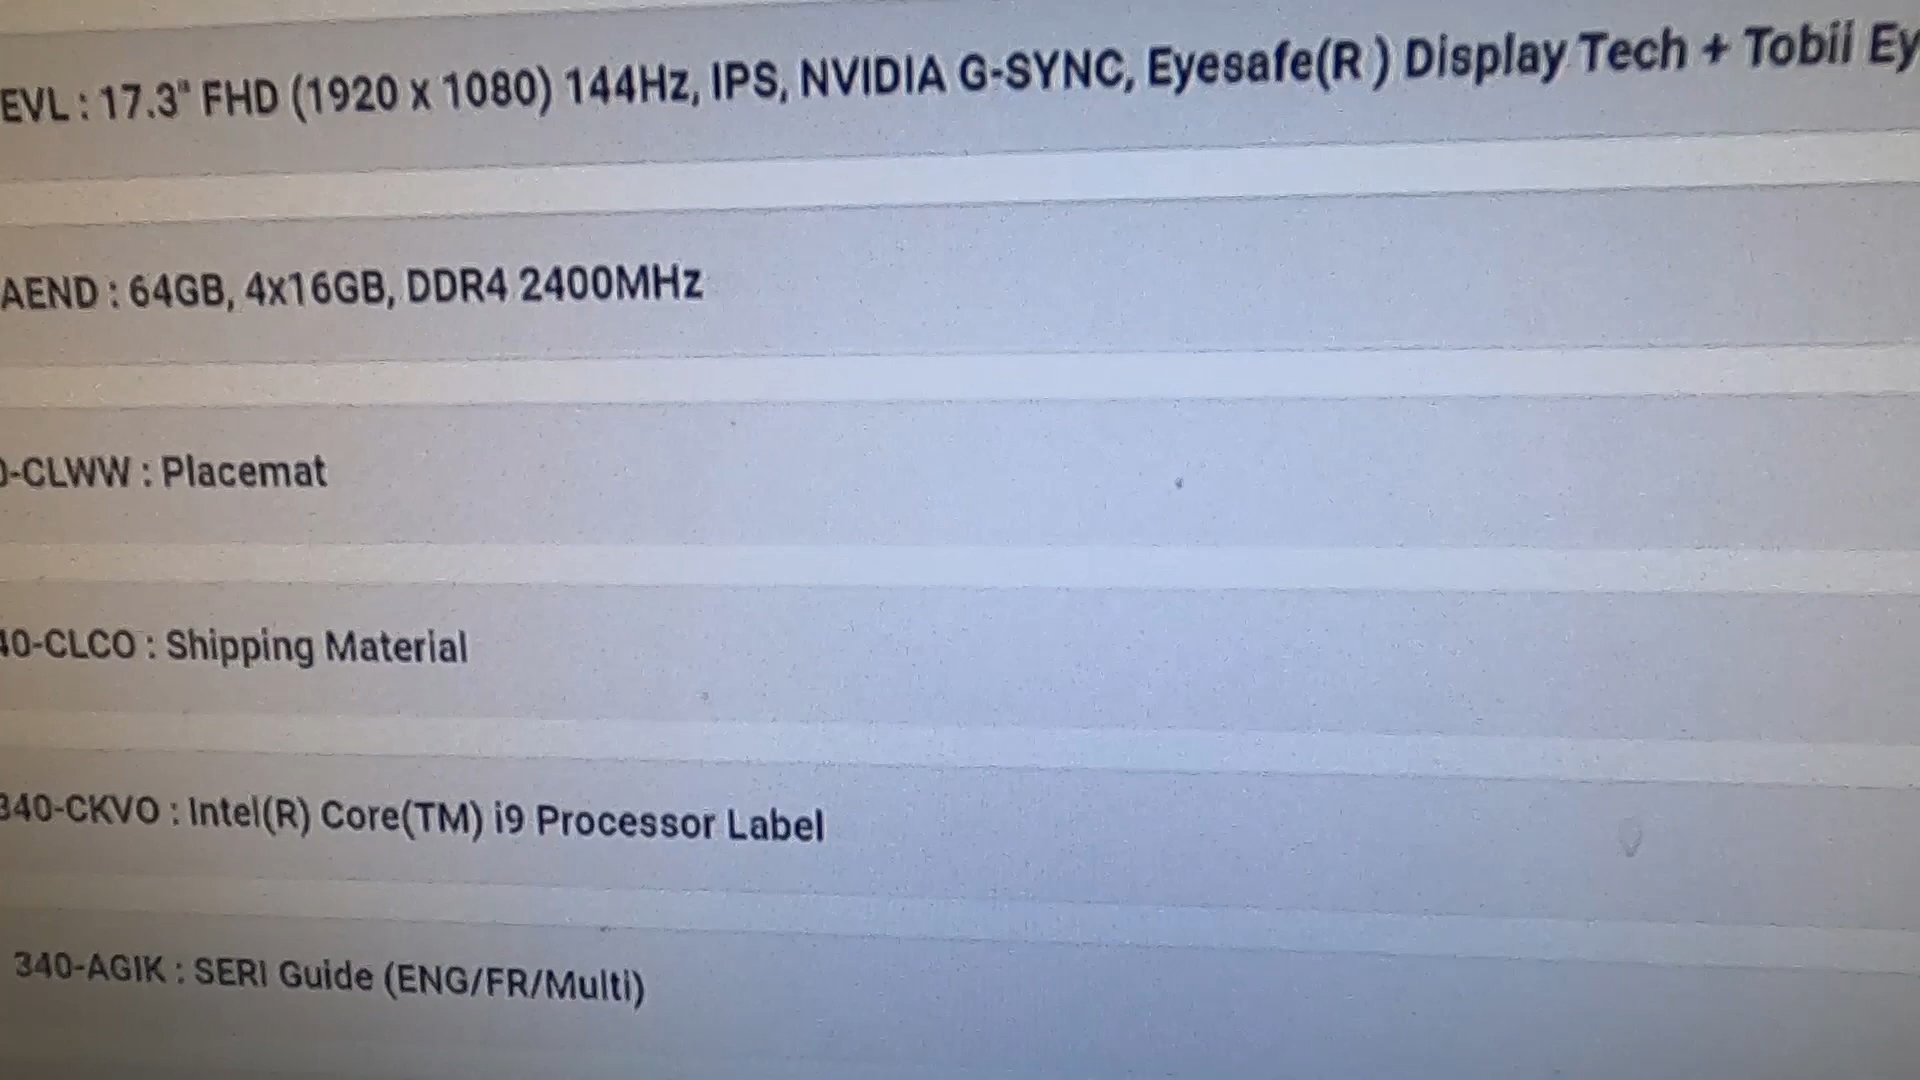 EVL : 17.3" FHD (1920 x 1080) 144Hz, IPS, NVIDIA G-SYNC, Eyesafe(R ) Display Tech + Tobii Ey
AEND : 64GB, 4x16GB, DDR4 2400MHz
0-CLWW : Placemat
40-CLCO : Shipping Material
340-CKVO : Intel(R) Core(TM) i9 Processor Label
340-AGIK : SERI Guide (ENG/FR/Multi)